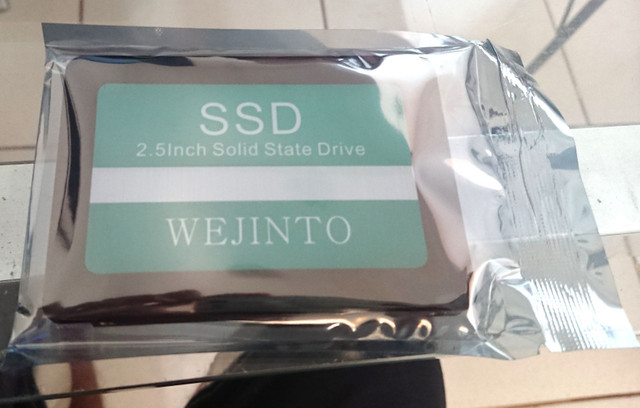 SSD
2.5Inch Solid State Drive
WEJINTO